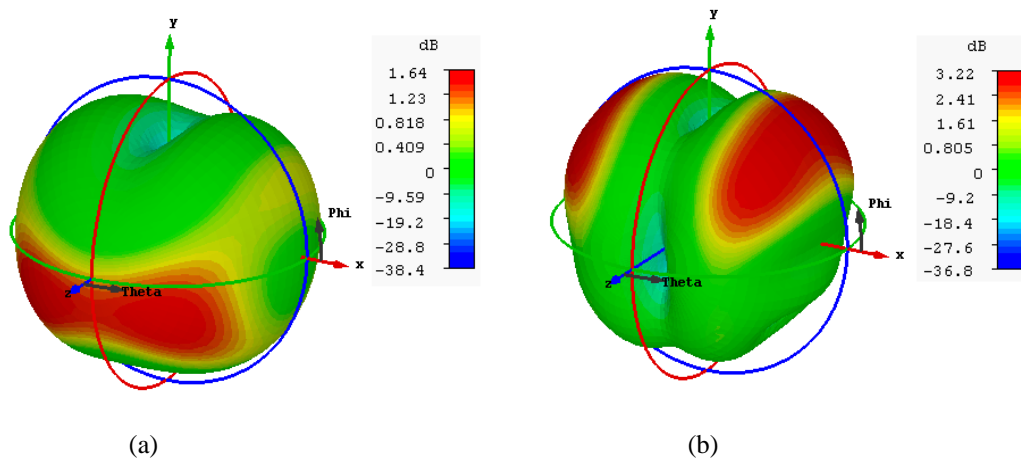 y
dB
1.64
1.23
0.818
0.409
0
-9.59
-19.2
-28.8
-38.4
Phi
x
z
Theta
(a)
y
dB
3.22
2.41
1.61
0.805
0
-9.2
-18.4
-27.6
-36.8
Phi
x
z
Theta
(b)